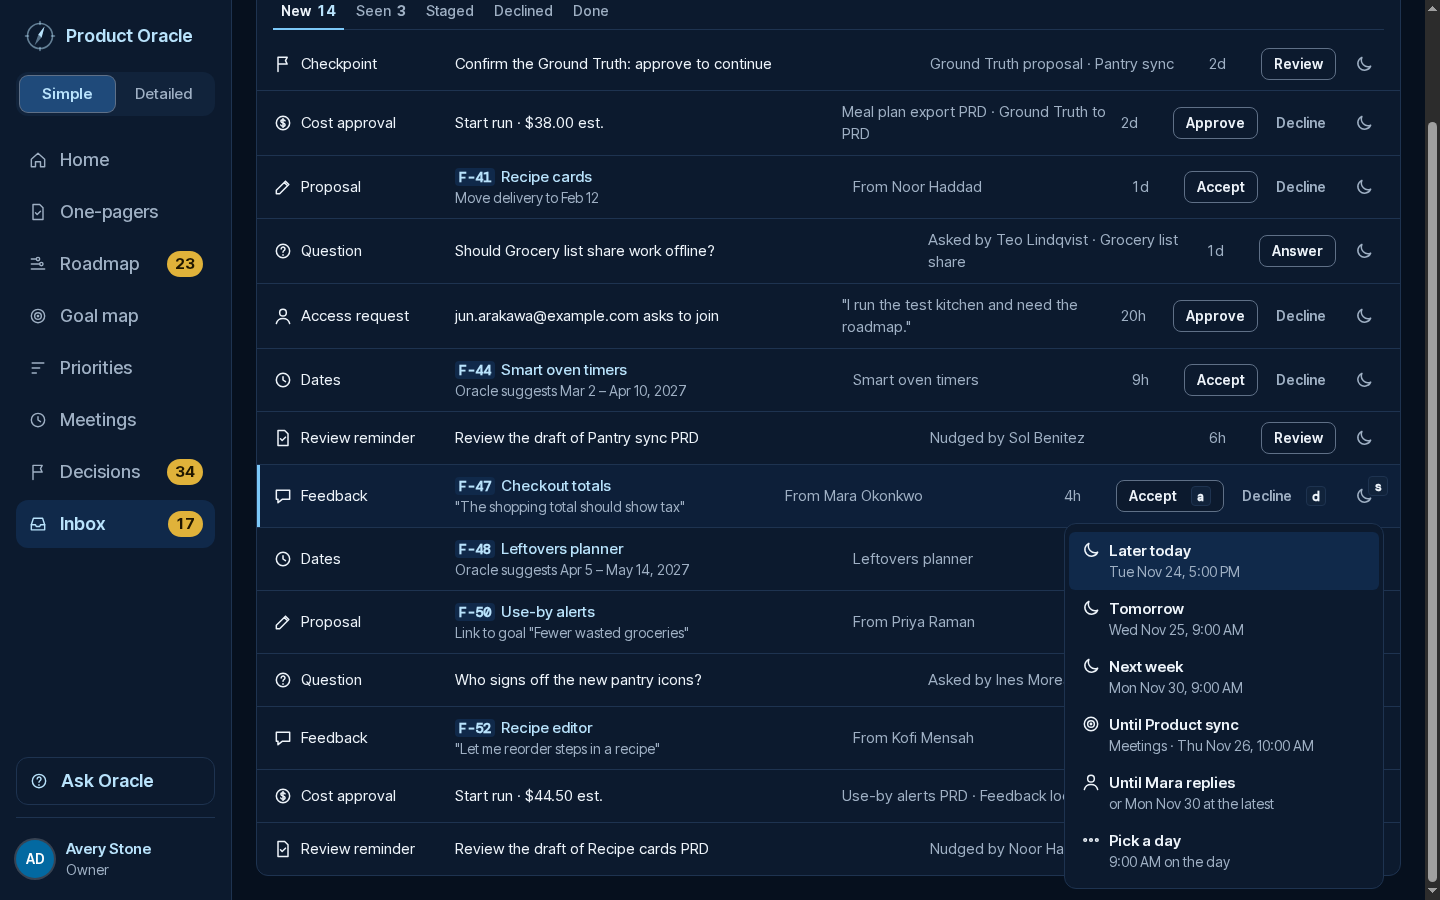 Product Oracle
Simple
Detailed
Home
One-pagers
Roadmap 23
Goal map
Priorities
Meetings
Decisions 34
Inbox 17
Ask Oracle
AD
Avery Stone
Owner
New 14 Seen 3 Staged Declined Done
Checkpoint Confirm the Ground Truth: approve to continue Ground Truth proposal · Pantry sync 2d Review
Cost approval Start run · $38.00 est. Meal plan export PRD · Ground Truth to
PRD 2d Approve Decline
Proposal F-41 Recipe cards
Move delivery to Feb 12
From Noor Haddad 1d Accept Decline
Question Should Grocery list share work offline? Asked by Teo Lindqvist · Grocery list
share 1d Answer
Access request jun.arakawa@example.com asks to join "I run the test kitchen and need the
roadmap." 20h Approve Decline
Dates F-44 Smart oven timers
Oracle suggests Mar 2 – Apr 10, 2027
Smart oven timers 9h Accept Decline
Review reminder Review the draft of Pantry sync PRD Nudged by Sol Benitez 6h Review
Feedback F-47 Checkout totals
"The shopping total should show tax"
From Mara Okonkwo 4h Accept a Decline d s
Dates F-48 Leftovers planner
Oracle suggests Apr 5 – May 14, 2027
Leftovers planner
Proposal F-50 Use-by alerts
Link to goal "Fewer wasted groceries"
From Priya Raman
Question Who signs off the new pantry icons? Asked by Ines More
Feedback F-52 Recipe editor
"Let me reorder steps in a recipe"
From Kofi Mensah
Cost approval Start run · $44.50 est. Use-by alerts PRD · Feedback
Review reminder Review the draft of Recipe cards PRD Nudged by Noor Ha
Later today
Tue Nov 24, 5:00 PM
Tomorrow
Wed Nov 25, 9:00 AM
Next week
Mon Nov 30, 9:00 AM
Until Product sync
Meetings · Thu Nov 26, 10:00 AM
Until Mara replies
or Mon Nov 30 at the latest
Pick a day
9:00 AM on the day